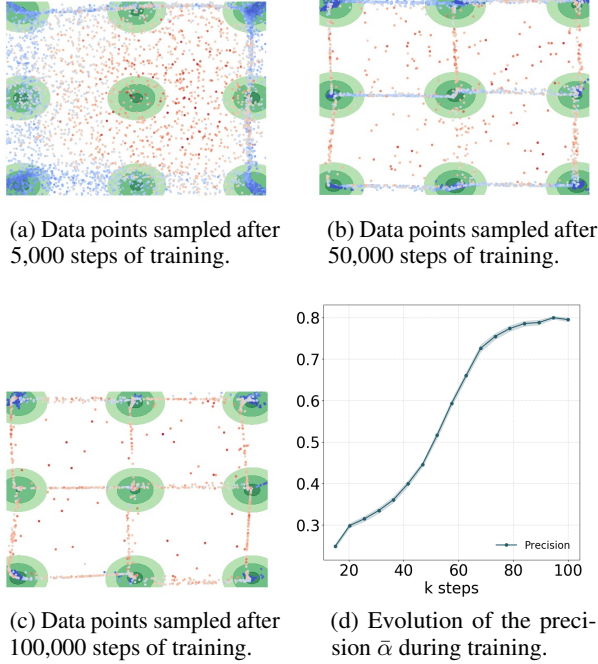 (a) Data points sampled after
5,000 steps of training.
(b) Data points sampled after
50,000 steps of training.
0.8
0.7
0.6
0.5
0.4
0.3
Precision
20
40
60
80
100
k steps
(c) Data points sampled after
100,000 steps of training.
(d) Evolution of the preci-
sion ᾱ during training.